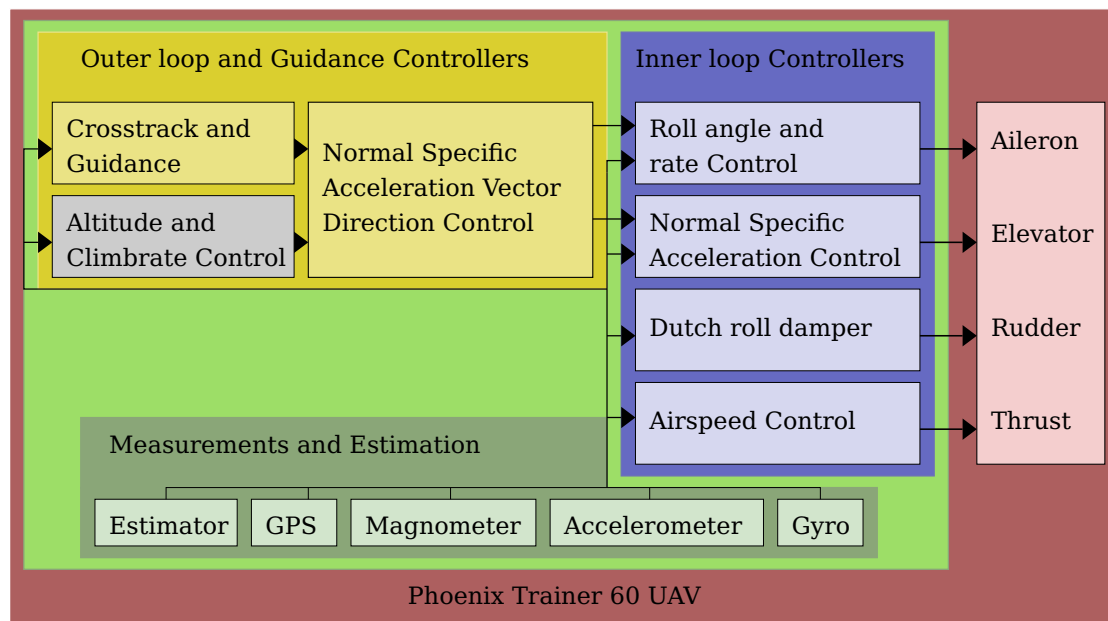 Outer loop and Guidance Controllers
Inner loop Controllers
Crosstrack and
Guidance
Normal Specific
Acceleration Vector
Direction Control
Altitude and
Climbrate Control
Roll angle and
rate Control
Normal Specific
Acceleration Control
Dutch roll damper
Airspeed Control
Aileron
Elevator
Rudder
Thrust
Measurements and Estimation
Estimator
GPS
Magnometer
Accelerometer
Gyro
Phoenix Trainer 60 UAV